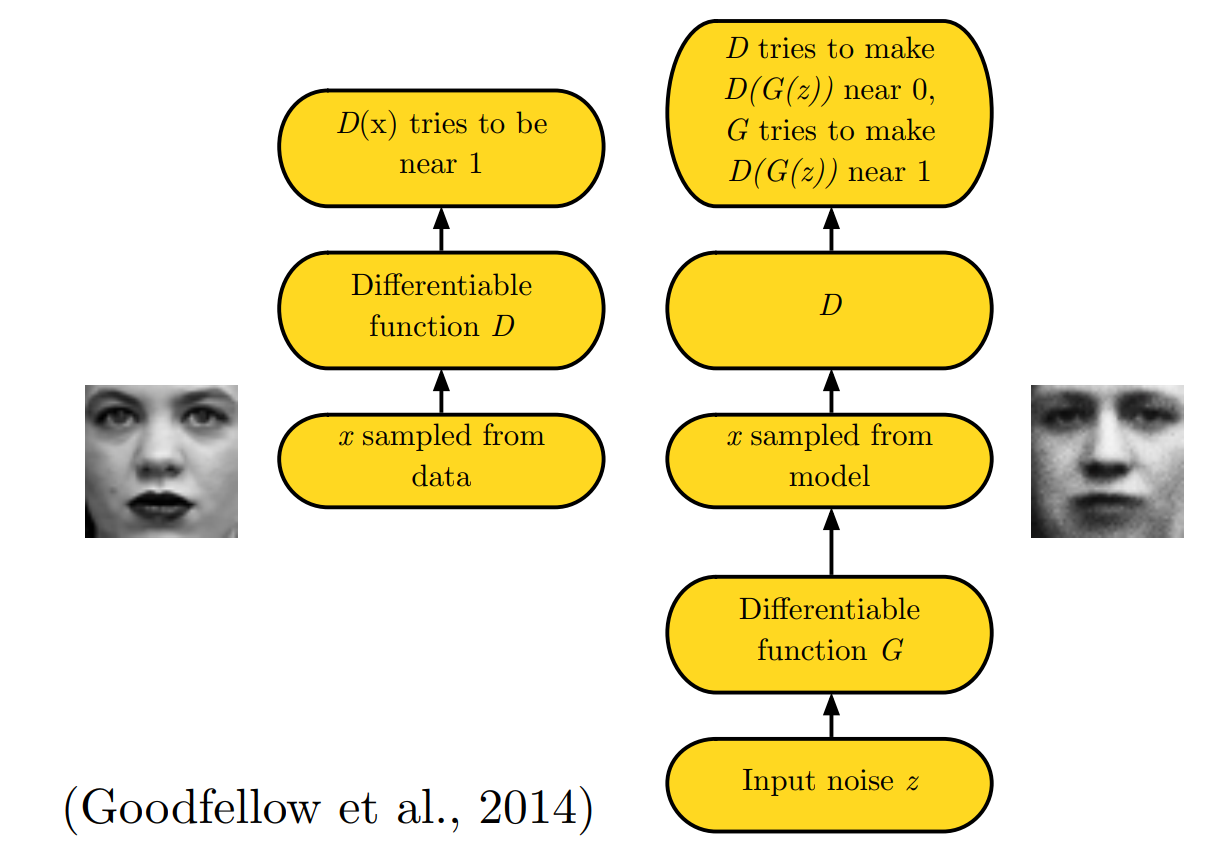 D(x) tries to be
near 1
Differentiable
function D
x sampled from
data
D tries to make
D(G(z)) near 0,
G tries to make
D(G(z)) near 1
D
x sampled from
model
Differentiable
function G
Input noise z
(Goodfellow et al., 2014)